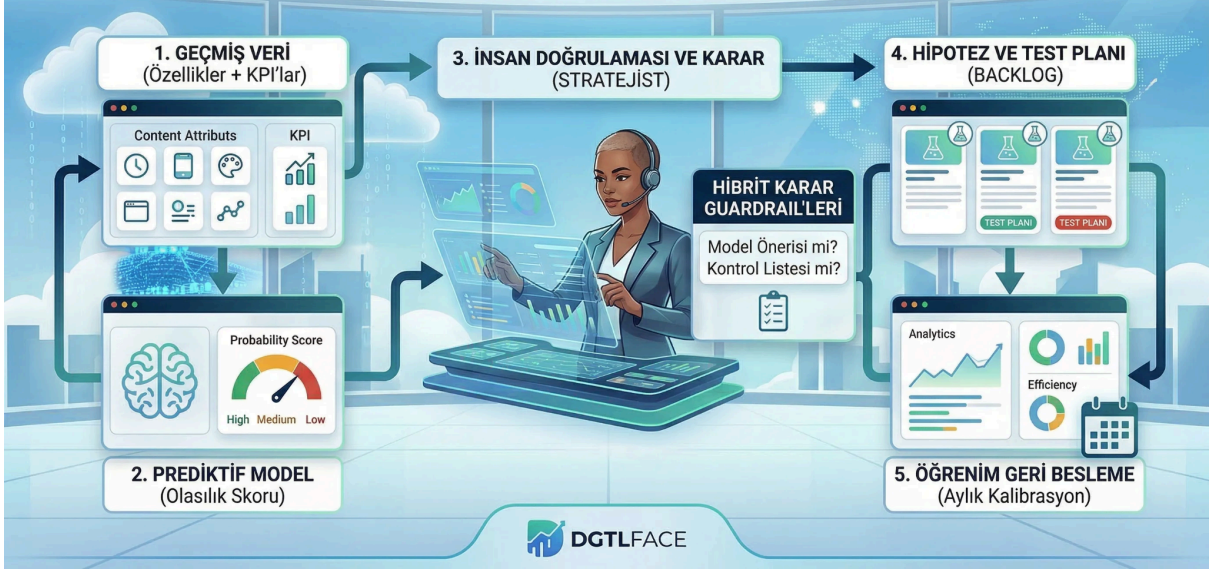 1. GEÇMİŞ VERİ
(Özellikler + KPI'lar)
Content Attributs
KPI
2. PREDİKTİF MODEL
(Olasılık Skoru)
Probability Score
High Medium Low
3. İNSAN DOĞRULAMASI VE KARAR
(STRATEJİST)
HİBRİT KARAR
GUARDRAIL'LERİ
Model Önerisi mi?
Kontrol Listesi mi?
4. HİPOTEZ VE TEST PLANI
(BACKLOG)
TEST PLANI
TEST PLANI
Analytics
Efficiency
5. ÖĞRENİM GERİ BESLEME
(Aylık Kalibrasyon)
DGTLFACE